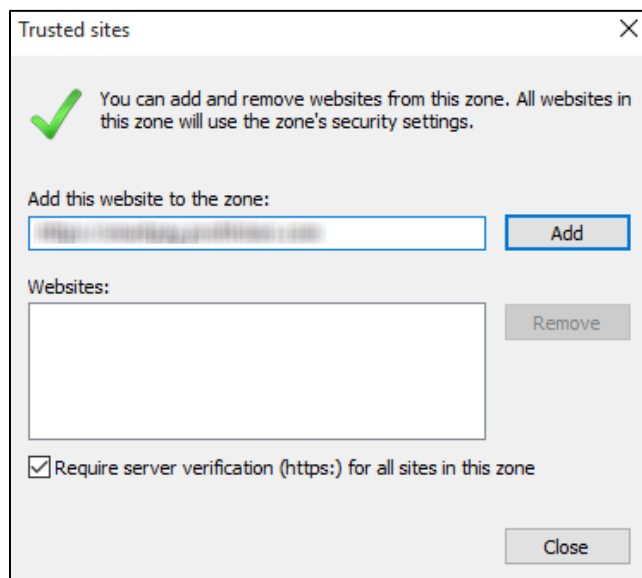 Trusted sites
You can add and remove websites from this zone. All websites in
this zone will use the zone's security settings.
Add this website to the zone:
Add
Websites:
Remove
Require server verification (https:) for all sites in this zone
Close